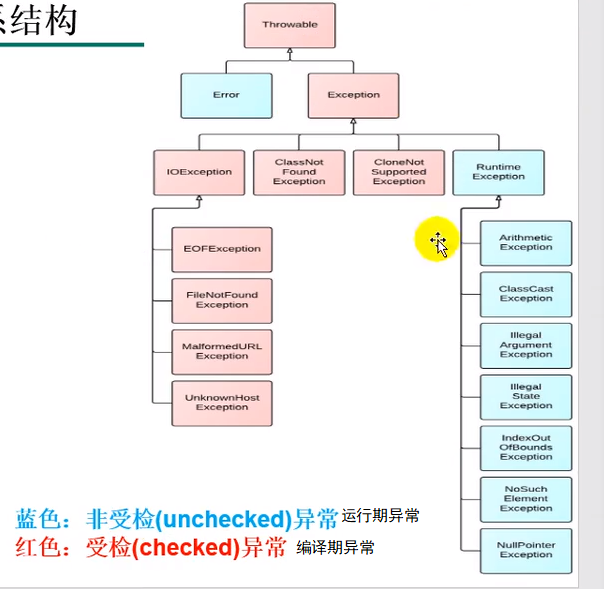 系结构
Throwable
Error
Exception
IOException
ClassNot
Found
Exception
CloneNot
Supported
Exception
Runtime
Exception
EOFException
FileNotFound
Exception
MalformedURL
Exception
UnknownHost
Exception
Arithmetic
Exception
ClassCast
Exception
Illegal
Argument
Exception
Illegal
State
Exception
IndexOut
OfBounds
Exception
NoSuch
Element
Exception
NullPointer
Exception
蓝色：非受检(unchecked)异常 运行期异常
红色：受检(checked)异常 编译期异常